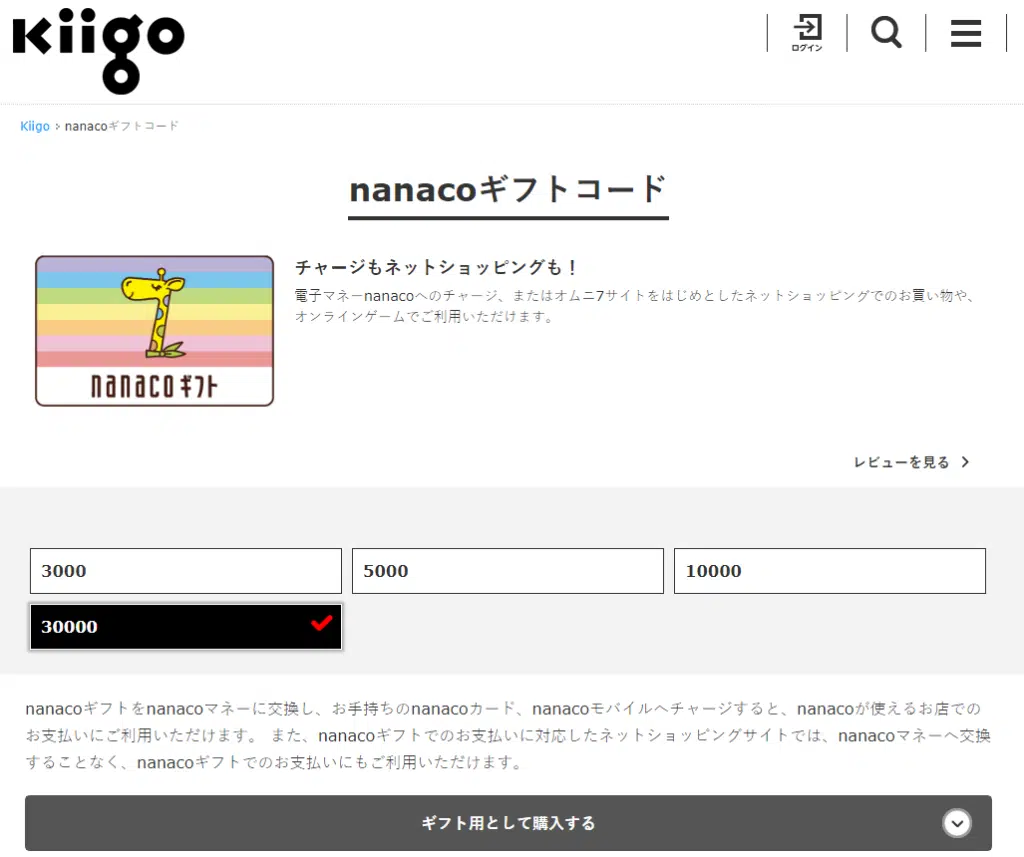 kiigo
ログイン
Kiigo > nanacoギフトコード
nanacoギフトコード
nanacoギフト
チャージもネットショッピングも！
電子マネーnanacoへのチャージ、またはオムニ7サイトをはじめとしたネットショッピングでのお買い物や、
オンラインゲームでご利用いただけます。
レビューを見る
3000
5000
10000
30000
nanacoギフトをnanacoマネーに交換し、お手持ちのnanacoカード、nanacoモバイルへチャージすると、nanacoが使えるお店での
お支払いにご利用いただけます。 また、nanacoギフトでのお支払いに対応したネットショッピングサイトでは、nanacoマネーへ交換
することなく、nanacoギフトでのお支払いにもご利用いただけます。
ギフト用として購入する